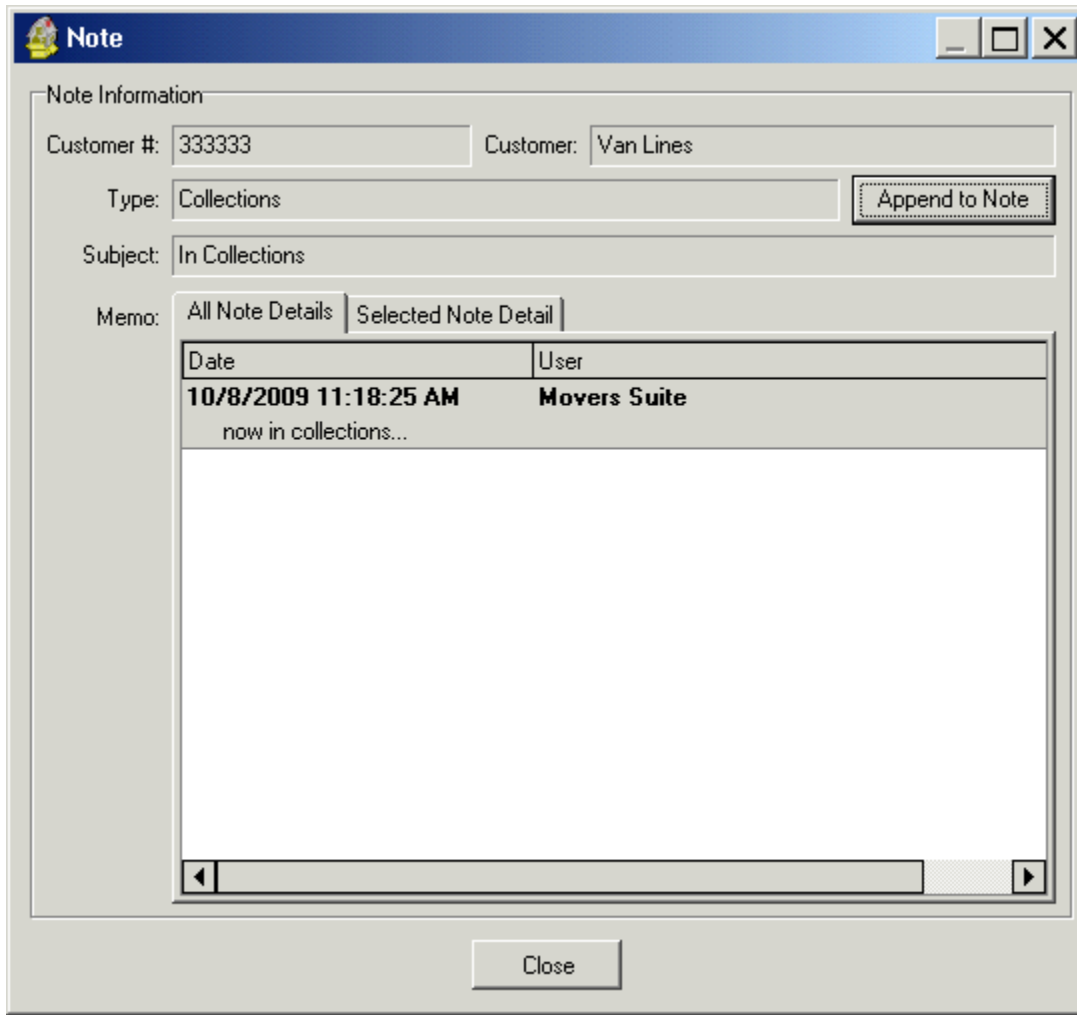 Note
Note Information
Customer #: 333333 Customer: Van Lines
Type: Collections Append to Note
Subject: In Collections
Memo: All Note Details Selected Note Detail
Date User
10/8/2009 11:18:25 AM Movers Suite
now in collections...
Close